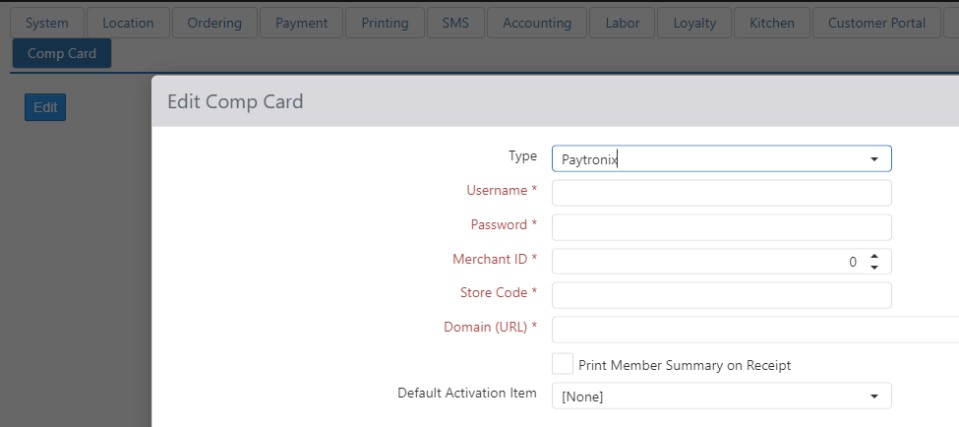 System Location Ordering Payment Printing SMS Accounting Labor Loyalty Kitchen Customer Portal
Comp Card
Edit
Edit Comp Card
Type Paytronix
Username *
Password *
Merchant ID * 0
Store Code *
Domain (URL) *
Print Member Summary on Receipt
Default Activation Item [None]